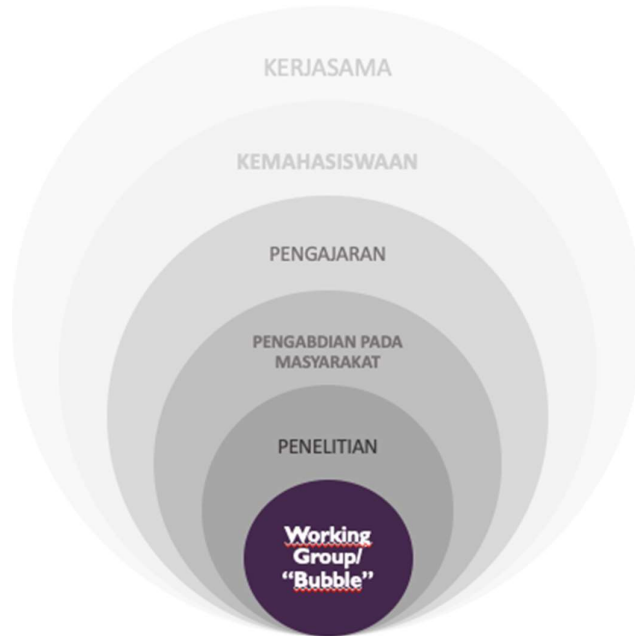 KERJASAMA
KEMAHASISWAAN
PENGAJARAN
PENGABDIAN PADA
MASYARAKAT
PENELITIAN
Working
Group/
“Bubble”